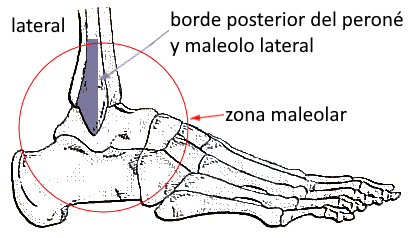 lateral
borde posterior del peroné
y maleolo lateral
zona maleolar